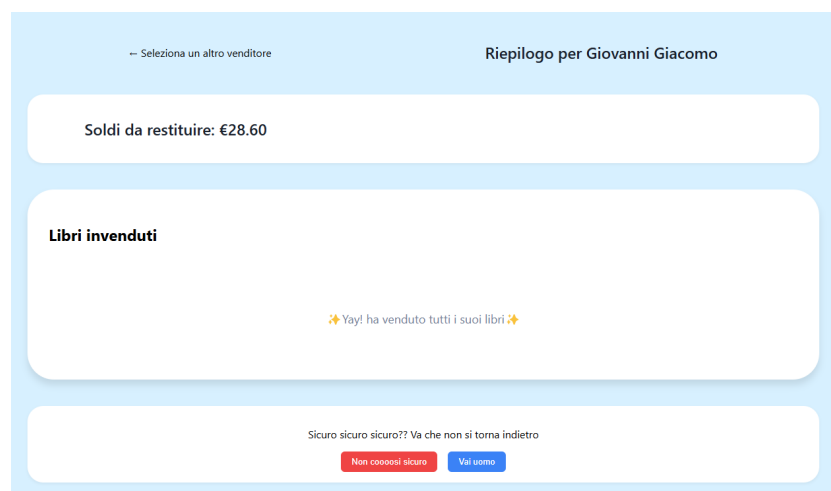 ← Seleziona un altro venditore
Riepilogo per Giovanni Giacomo
Soldi da restituire: €28.60
Libri invenduti
✨Yay! ha venduto tutti i suoi libri✨
Sicuro sicuro sicuro?? Va che non si torna indietro
Non coooosi sicuro
Vai uomo